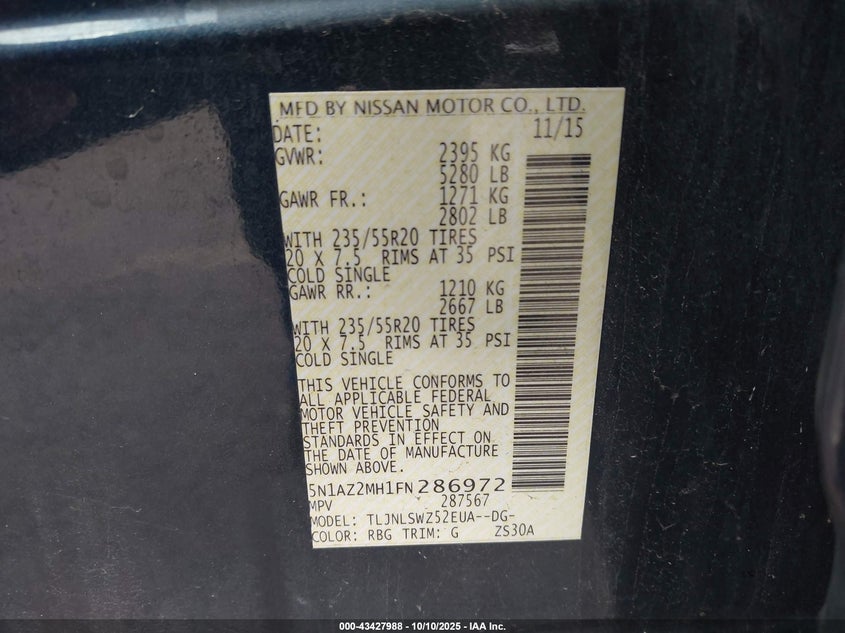 MFD BY NISSAN MOTOR CO., LTD.
DATE: 11/15
GVWR: 2395 KG
5280 LB
GAWR FR.: 1271 KG
2802 LB
WITH 235/55R20 TIRES
20 X 7.5 RIMS AT 35 PSI
COLD SINGLE
GAWR RR.: 1210 KG
2667 LB
WITH 235/55R20 TIRES
20 X 7.5 RIMS AT 35 PSI
COLD SINGLE
THIS VEHICLE CONFORMS TO
ALL APPLICABLE FEDERAL
MOTOR VEHICLE SAFETY AND
THEFT PREVENTION
STANDARDS IN EFFECT ON
THE DATE OF MANUFACTURE
SHOWN ABOVE.
5N1AZ2MH1FN286972
MPV 287567
MODEL: TLJNLSWZ52EUA--DG-
COLOR: RBG TRIM: G ZS30A
000-43427988 - 10/10/2025 - IAA Inc.